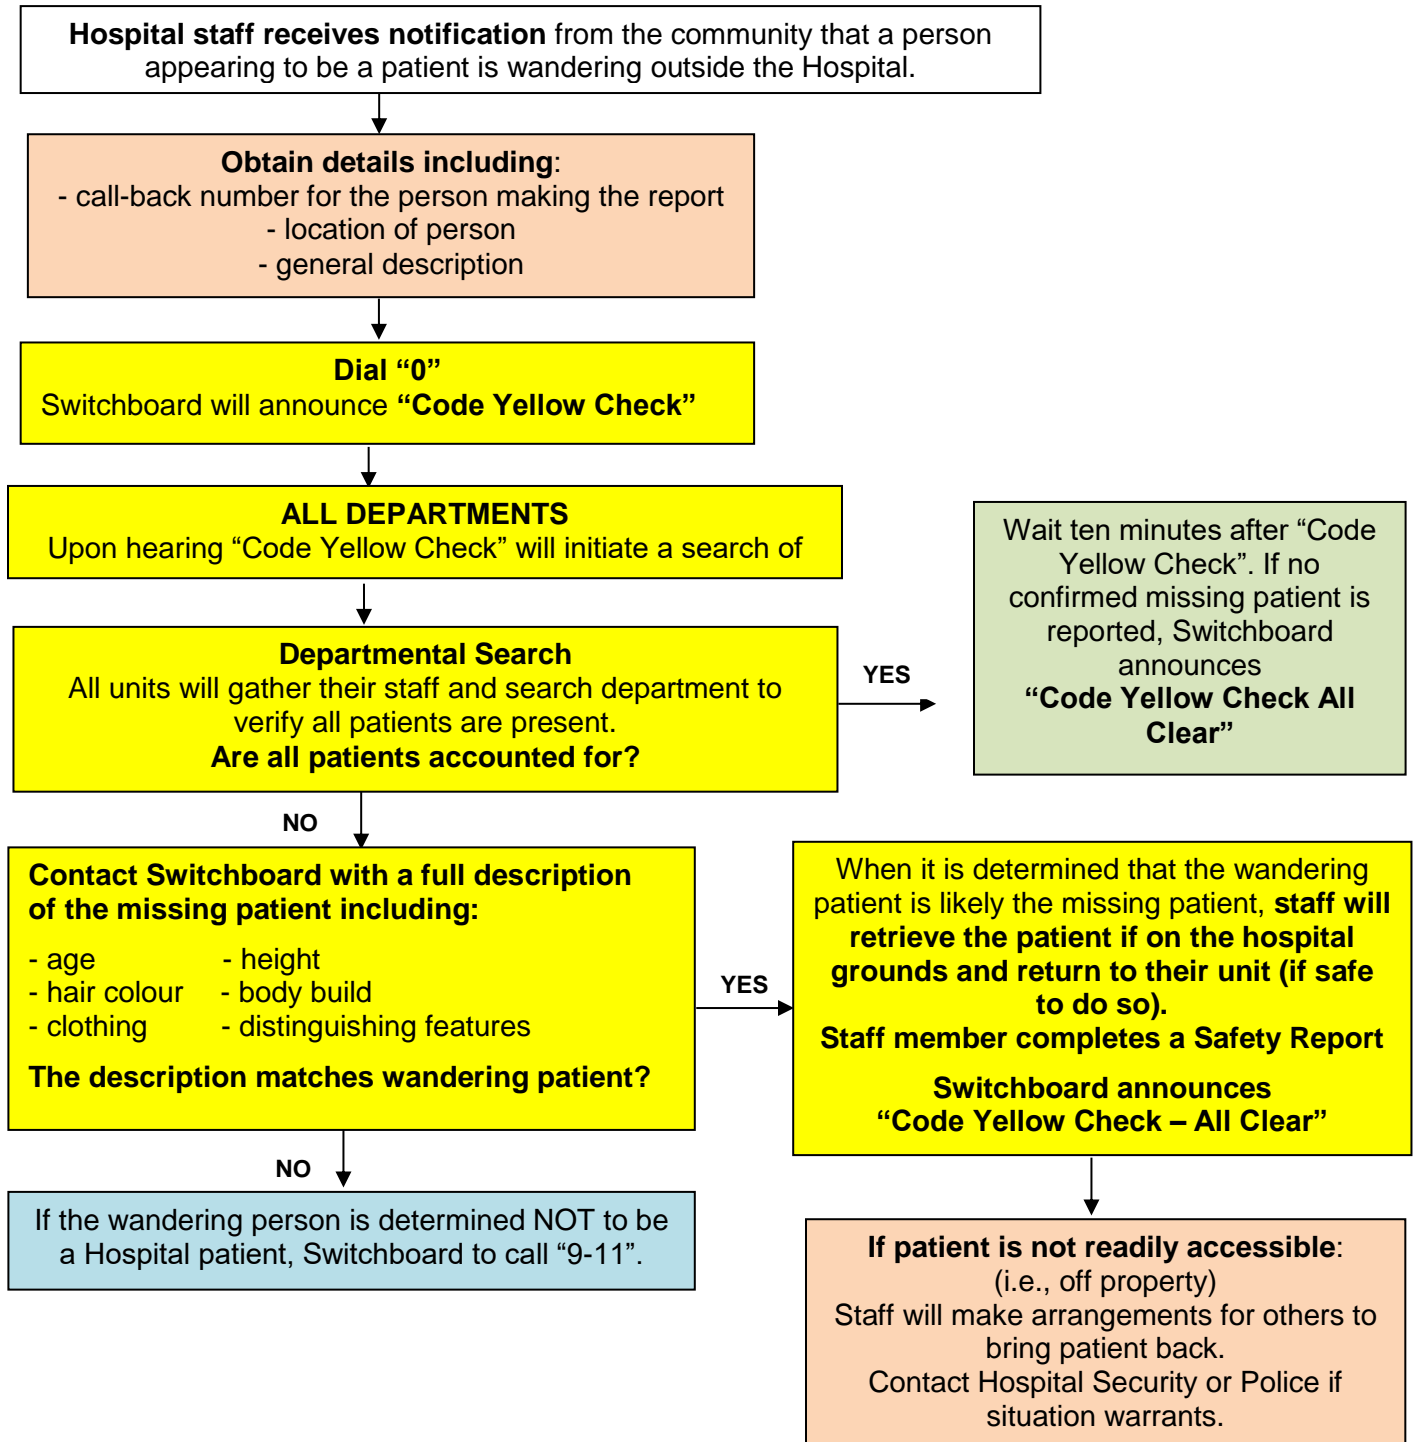 Hospital staff receives notification from the community that a person
appearing to be a patient is wandering outside the Hospital.
Obtain details including:
- call-back number for the person making the report
- location of person
- general description
Dial “0”
Switchboard will announce “Code Yellow Check”
ALL DEPARTMENTS
Upon hearing “Code Yellow Check” will initiate a search of
Departmental Search
All units will gather their staff and search department to
verify all patients are present.
Are all patients accounted for?
YES
Wait ten minutes after “Code
Yellow Check”. If no
confirmed missing patient is
reported, Switchboard
announces
“Code Yellow Check All
Clear”
NO
Contact Switchboard with a full description
of the missing patient including:
- age - height
- hair colour - body build
- clothing - distinguishing features
The description matches wandering patient?
YES
When it is determined that the wandering
patient is likely the missing patient, staff will
retrieve the patient if on the hospital
grounds and return to their unit (if safe
to do so).
Staff member completes a Safety Report
Switchboard announces
“Code Yellow Check – All Clear”
NO
If the wandering person is determined NOT to be
a Hospital patient, Switchboard to call “9-11”.
If patient is not readily accessible:
(i.e., off property)
Staff will make arrangements for others to
bring patient back.
Contact Hospital Security or Police if
situation warrants.